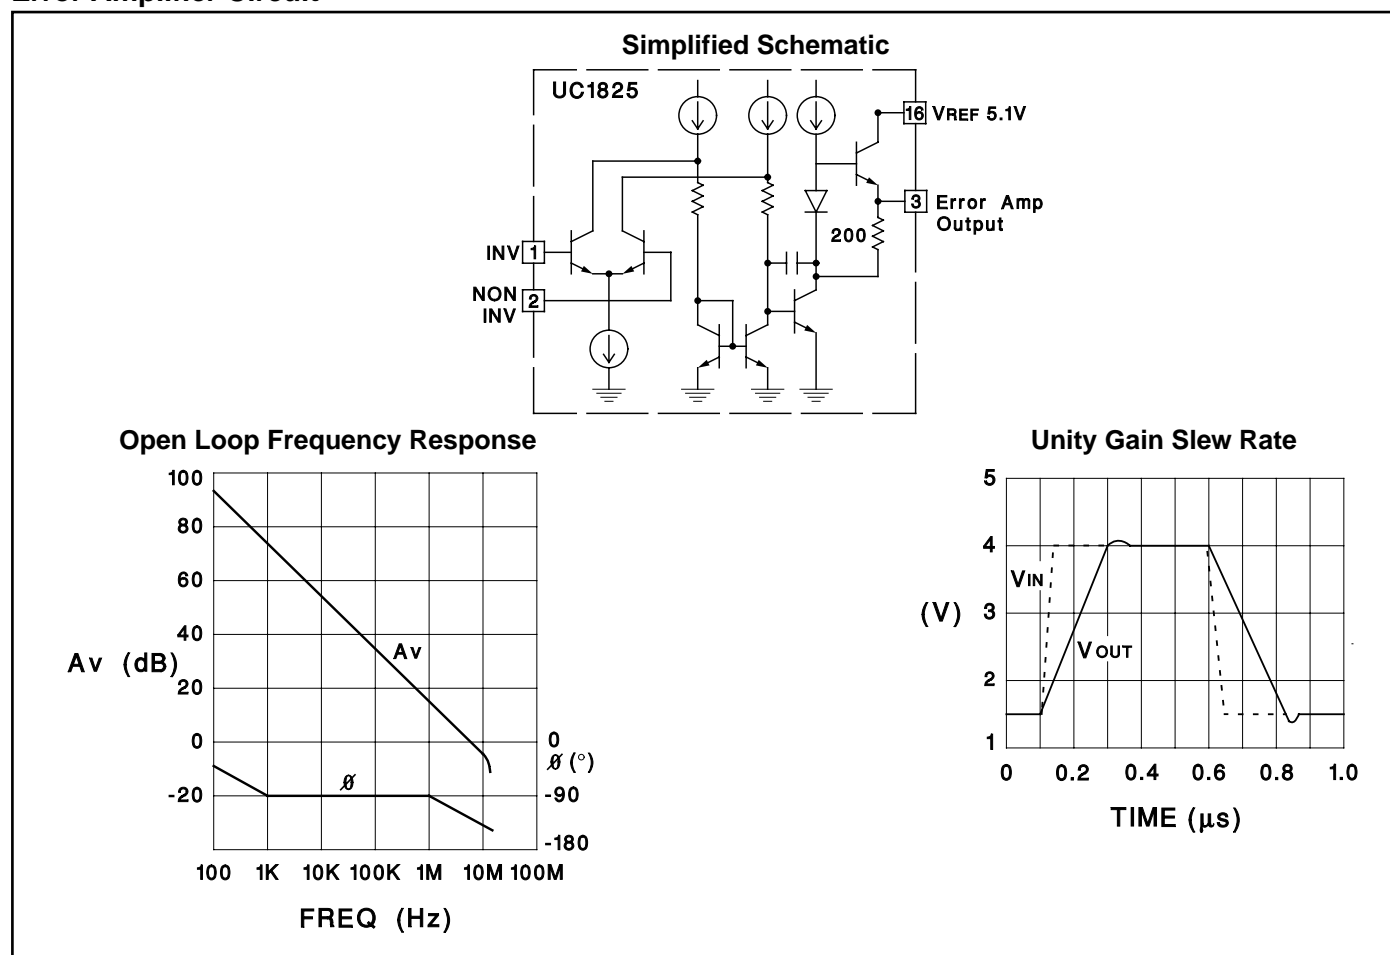 Error Amplifier Circuit
Simplified Schematic
UC1825
16 VREF 5.1V
3 Error Amp
Output
200
INV 1
NON
INV 2
Open Loop Frequency Response
100
80
60
40
20
0
-20
Av (dB)
Av
ø
0
ø (°)
-90
-180
100 1K 10K 100K 1M 10M 100M
FREQ (Hz)
Unity Gain Slew Rate
5
4
3
2
1
(V)
VIN
VOUT
0 0.2 0.4 0.6 0.8 1.0
TIME (µs)